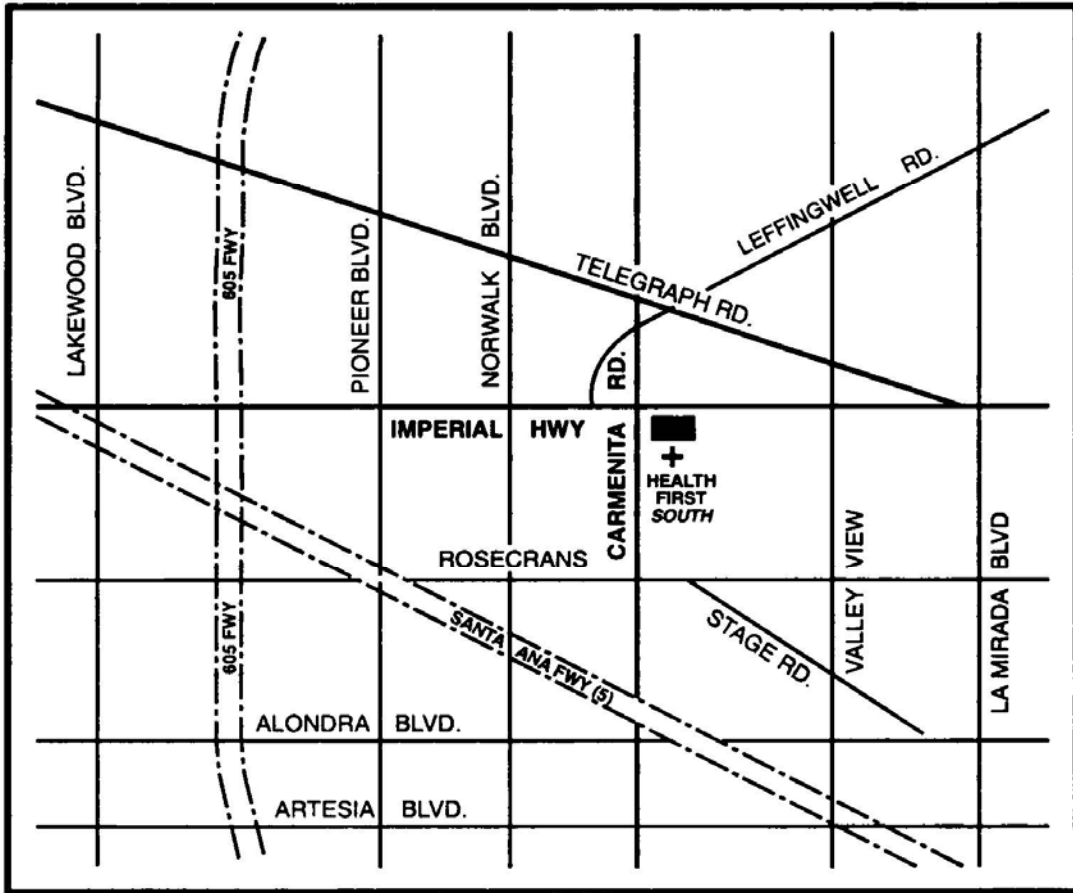 LAKEWOOD BLVD.
605 FWY
PIONEER BLVD.
NORWALK BLVD.
TELEGRAPH RD.
LEFFINGWELL RD.
IMPERIAL HWY
CARMENITA RD.
HEALTH
FIRST
SOUTH
ROSECRANS
VALLEY VIEW
LA MIRADA BLVD
605 FWY
SANTA ANA FWY (5)
STAGE RD.
ALONDRA BLVD.
ARTESIA BLVD.